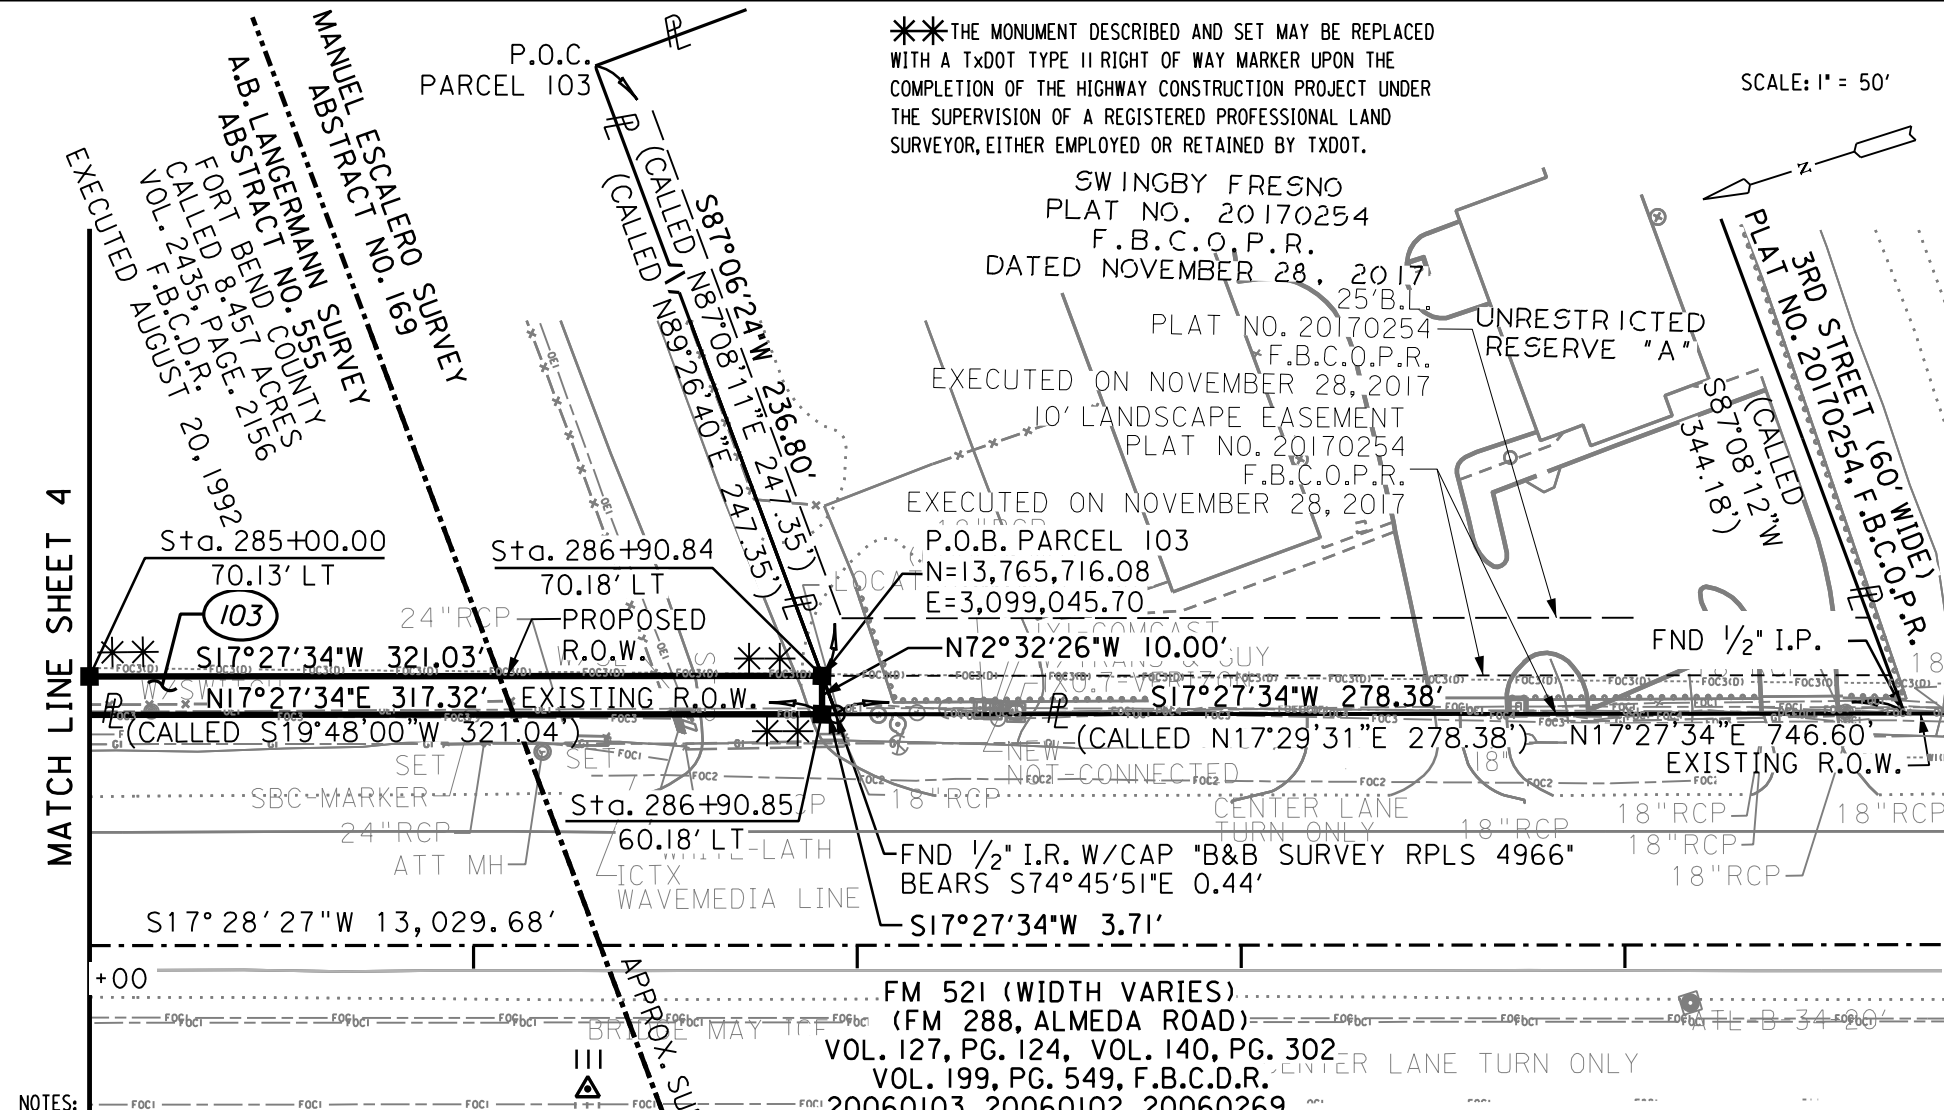 P.O.C.
PARCEL 103
MANUEL ESCALERO SURVEY
ABSTRACT NO. 169
A.B. LANGERMANN SURVEY
ABSTRACT NO. 555
FORT BEND COUNTY
CALLED 8.457 ACRES
VOL. 2435, PAGE. 2156
F.B.C.D.R.
EXECUTED AUGUST 20, 1992
**THE MONUMENT DESCRIBED AND SET MAY BE REPLACED
WITH A TxDOT TYPE II RIGHT OF WAY MARKER UPON THE
COMPLETION OF THE HIGHWAY CONSTRUCTION PROJECT UNDER
THE SUPERVISION OF A REGISTERED PROFESSIONAL LAND
SURVEYOR, EITHER EMPLOYED OR RETAINED BY TXDOT.
SCALE: 1" = 50'
N
S87°06'24"W 236.80'
(CALLED N87°08'11"E 247.35')
(CALLED N89°26'40"E 247.35')
SWINGBY FRESNO
PLAT NO. 20170254
F.B.C.O.P.R.
DATED NOVEMBER 28, 2017
25'B.L.
PLAT NO. 20170254
F.B.C.O.P.R.
EXECUTED ON NOVEMBER 28, 2017
10' LANDSCAPE EASEMENT
PLAT NO. 20170254
F.B.C.O.P.R.
EXECUTED ON NOVEMBER 28, 2017
UNRESTRICTED
RESERVE "A"
3RD STREET (60' WIDE)
PLAT NO. 20170254, F.B.C.O.P.R.
(CALLED
S87°08'12"W
344.18')
MATCH LINE SHEET 4
Sta. 285+00.00
70.13' LT
103
Sta. 286+90.84
70.18' LT
24"RCP
PROPOSED
R.O.W.
P.O.B. PARCEL 103
N=13,765,716.08
E=3,099,045.70
N72°32'26"W 10.00'
FND 1/2" I.P.
**
S17°27'34"W 321.03'
**
N17°27'34"E 317.32'
EXISTING R.O.W.
S17°27'34"W 278.38'
(CALLED S19°48'00"W 321.04')
**
(CALLED N17°29'31"E 278.38')
N17°27'34"E 746.60'
EXISTING R.O.W.
SET
SET
NEW
NOT-CONNECTED
18"
SBC-MARKER
24"RCP
ATT MH
Sta. 286+90.85
60.18' LT
18"RCP
CENTER LANE
TURN ONLY
18"RCP
18"RCP
18"RCP
18"RCP
18"RCP
ICTX
WAVEMEDIA LINE
FND 1/2" I.R. W/CAP "B&B SURVEY RPLS 4966"
BEARS S74°45'51"E 0.44'
S17°27'34"W 3.71'
S17°28'27"W 13,029.68'
+00
APPROX.
FM 521 (WIDTH VARIES)
(FM 288, ALMEDA ROAD)
VOL. 127, PG. 124, VOL. 140, PG. 302
VOL. 199, PG. 549, F.B.C.D.R.
20060103, 20060102, 20060269
BRIDGE MAY ICE
LANE TURN ONLY
111
NOTES: